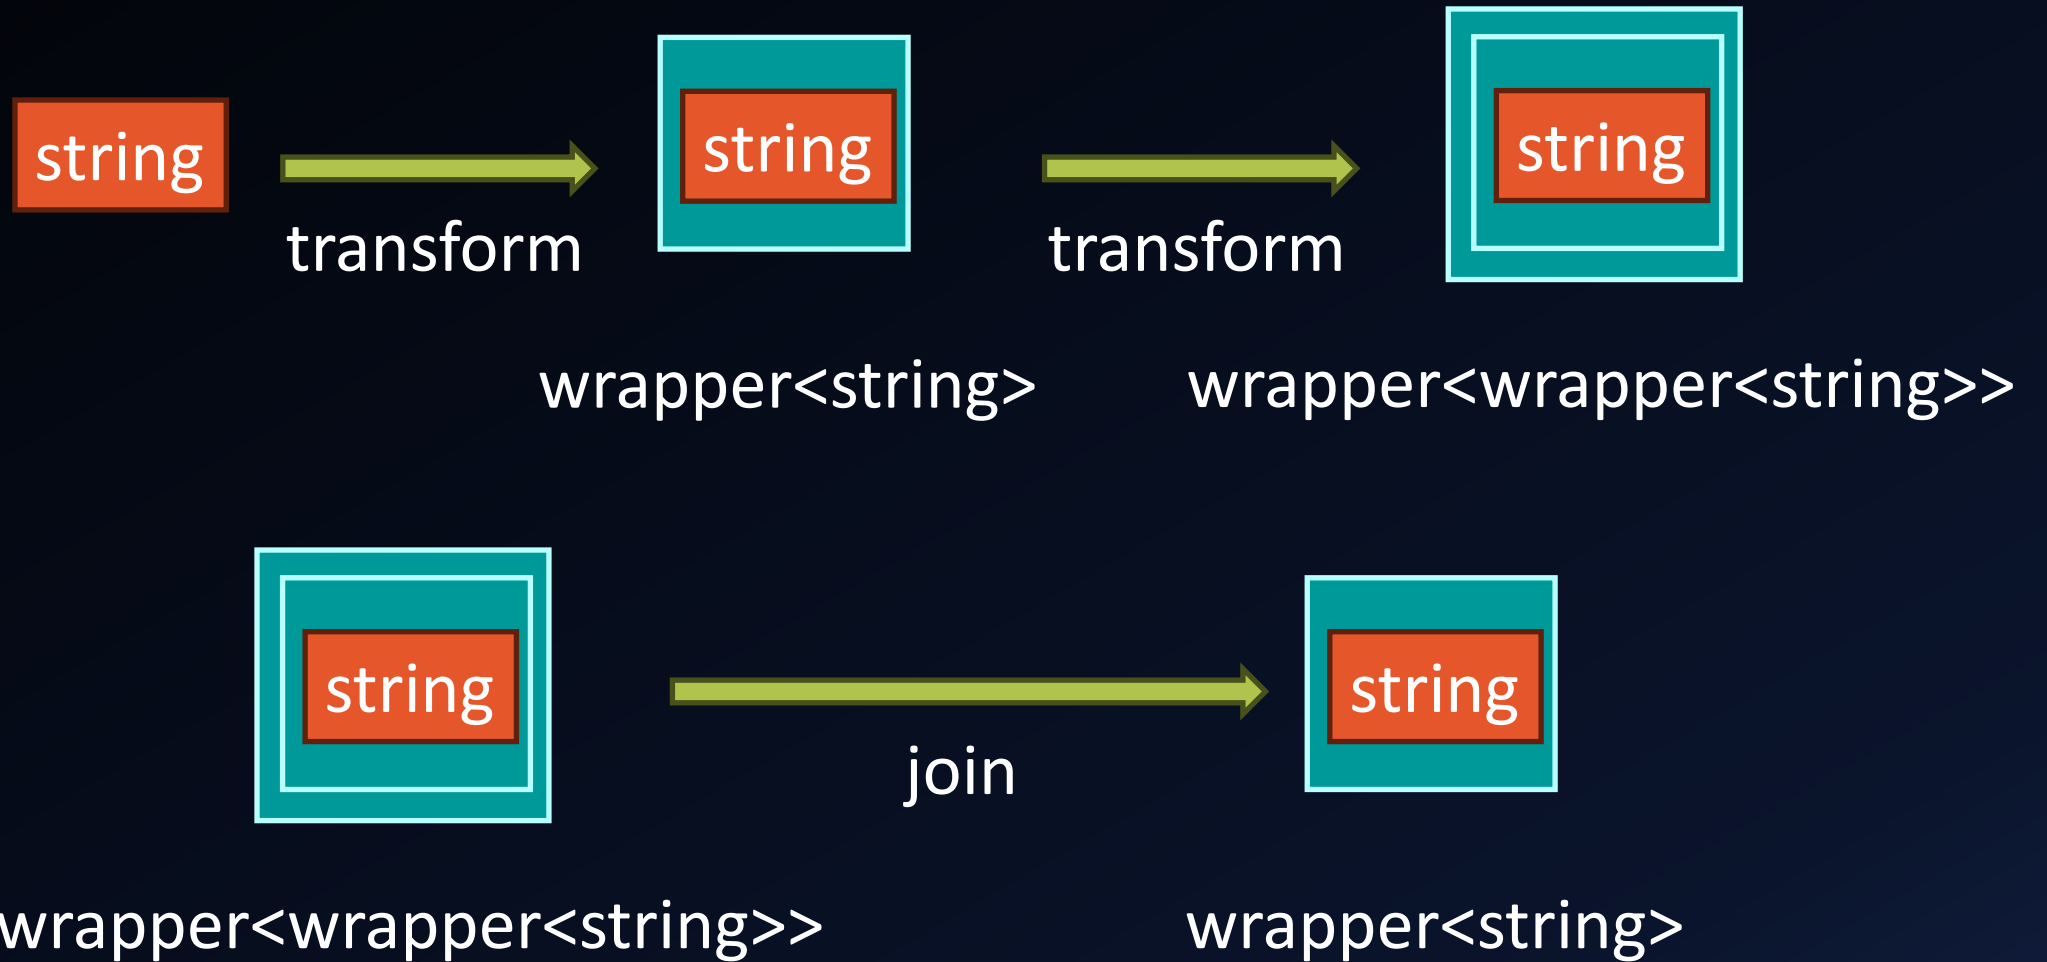 string
string
string
transform
transform
wrapper<string>
wrapper<wrapper<string>>
string
string
join
wrapper<wrapper<string>>
wrapper<string>